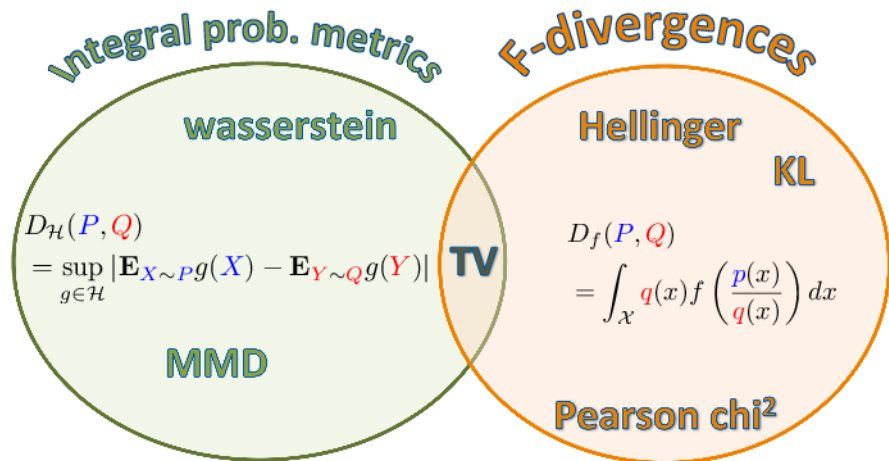 Integral prob. metrics
F-divergences
wasserstein
Hellinger
KL
D_ℋ(P, Q)
= sup_{g∈ℋ} |E_{X∼P} g(X) − E_{Y∼Q} g(Y)|
TV
D_f(P, Q)
= ∫_𝒳 q(x) f (p(x)/q(x)) dx
MMD
Pearson chi²